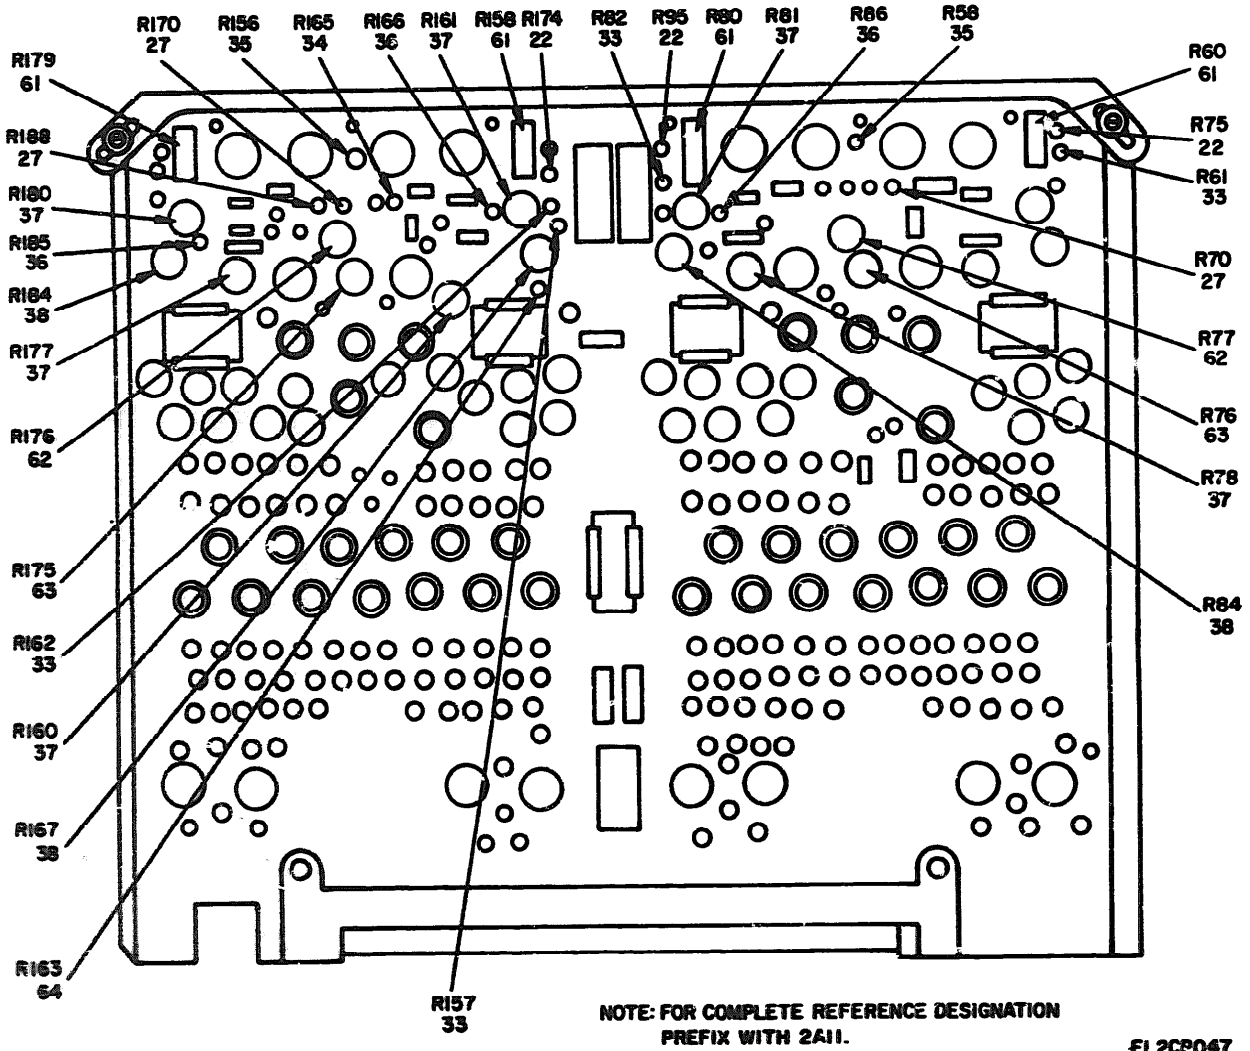 R170
27
R156
35
R165
34
R166
36
R161
37
R158
61
R174
22
R82
33
R95
22
R80
61
R81
37
R86
36
R58
35
R179
61
R60
61
R188
27
R75
22
R180
37
R61
33
R185
36
R70
27
R184
38
R177
37
R77
62
R176
62
R76
63
R78
37
R175
63
R84
38
R162
33
R160
37
R167
38
R163
64
R157
33
NOTE: FOR COMPLETE REFERENCE DESIGNATION
PREFIX WITH 2A11.
EL2CP047